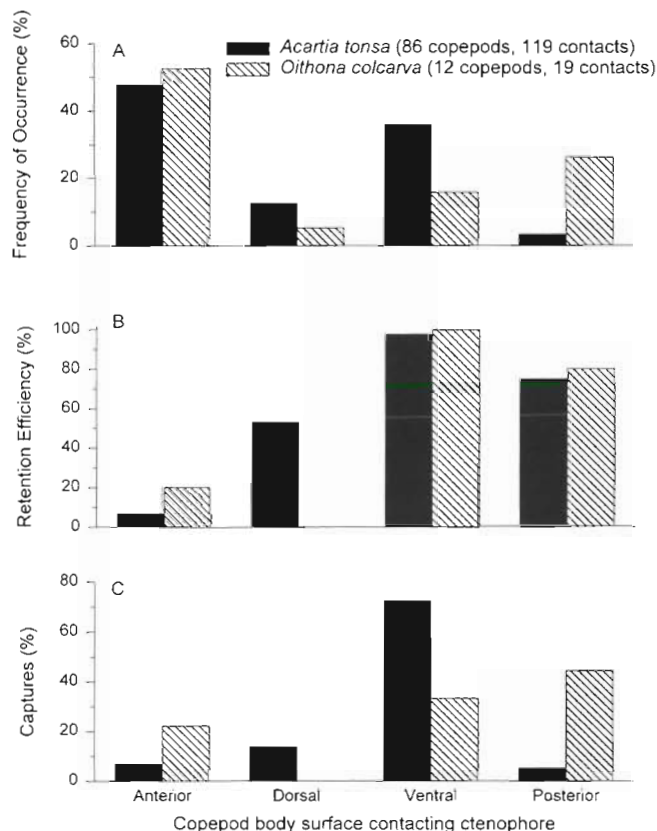 Frequency of Occurrence (%)
60
40
20
0
A
Acartia tonsa (86 copepods, 119 contacts)
Oithona colcarva (12 copepods, 19 contacts)
Retention Efficiency (%)
100
80
60
40
20
0
B
Captures (%)
80
60
40
20
0
C
Anterior Dorsal Ventral Posterior
Copepod body surface contacting ctenophore